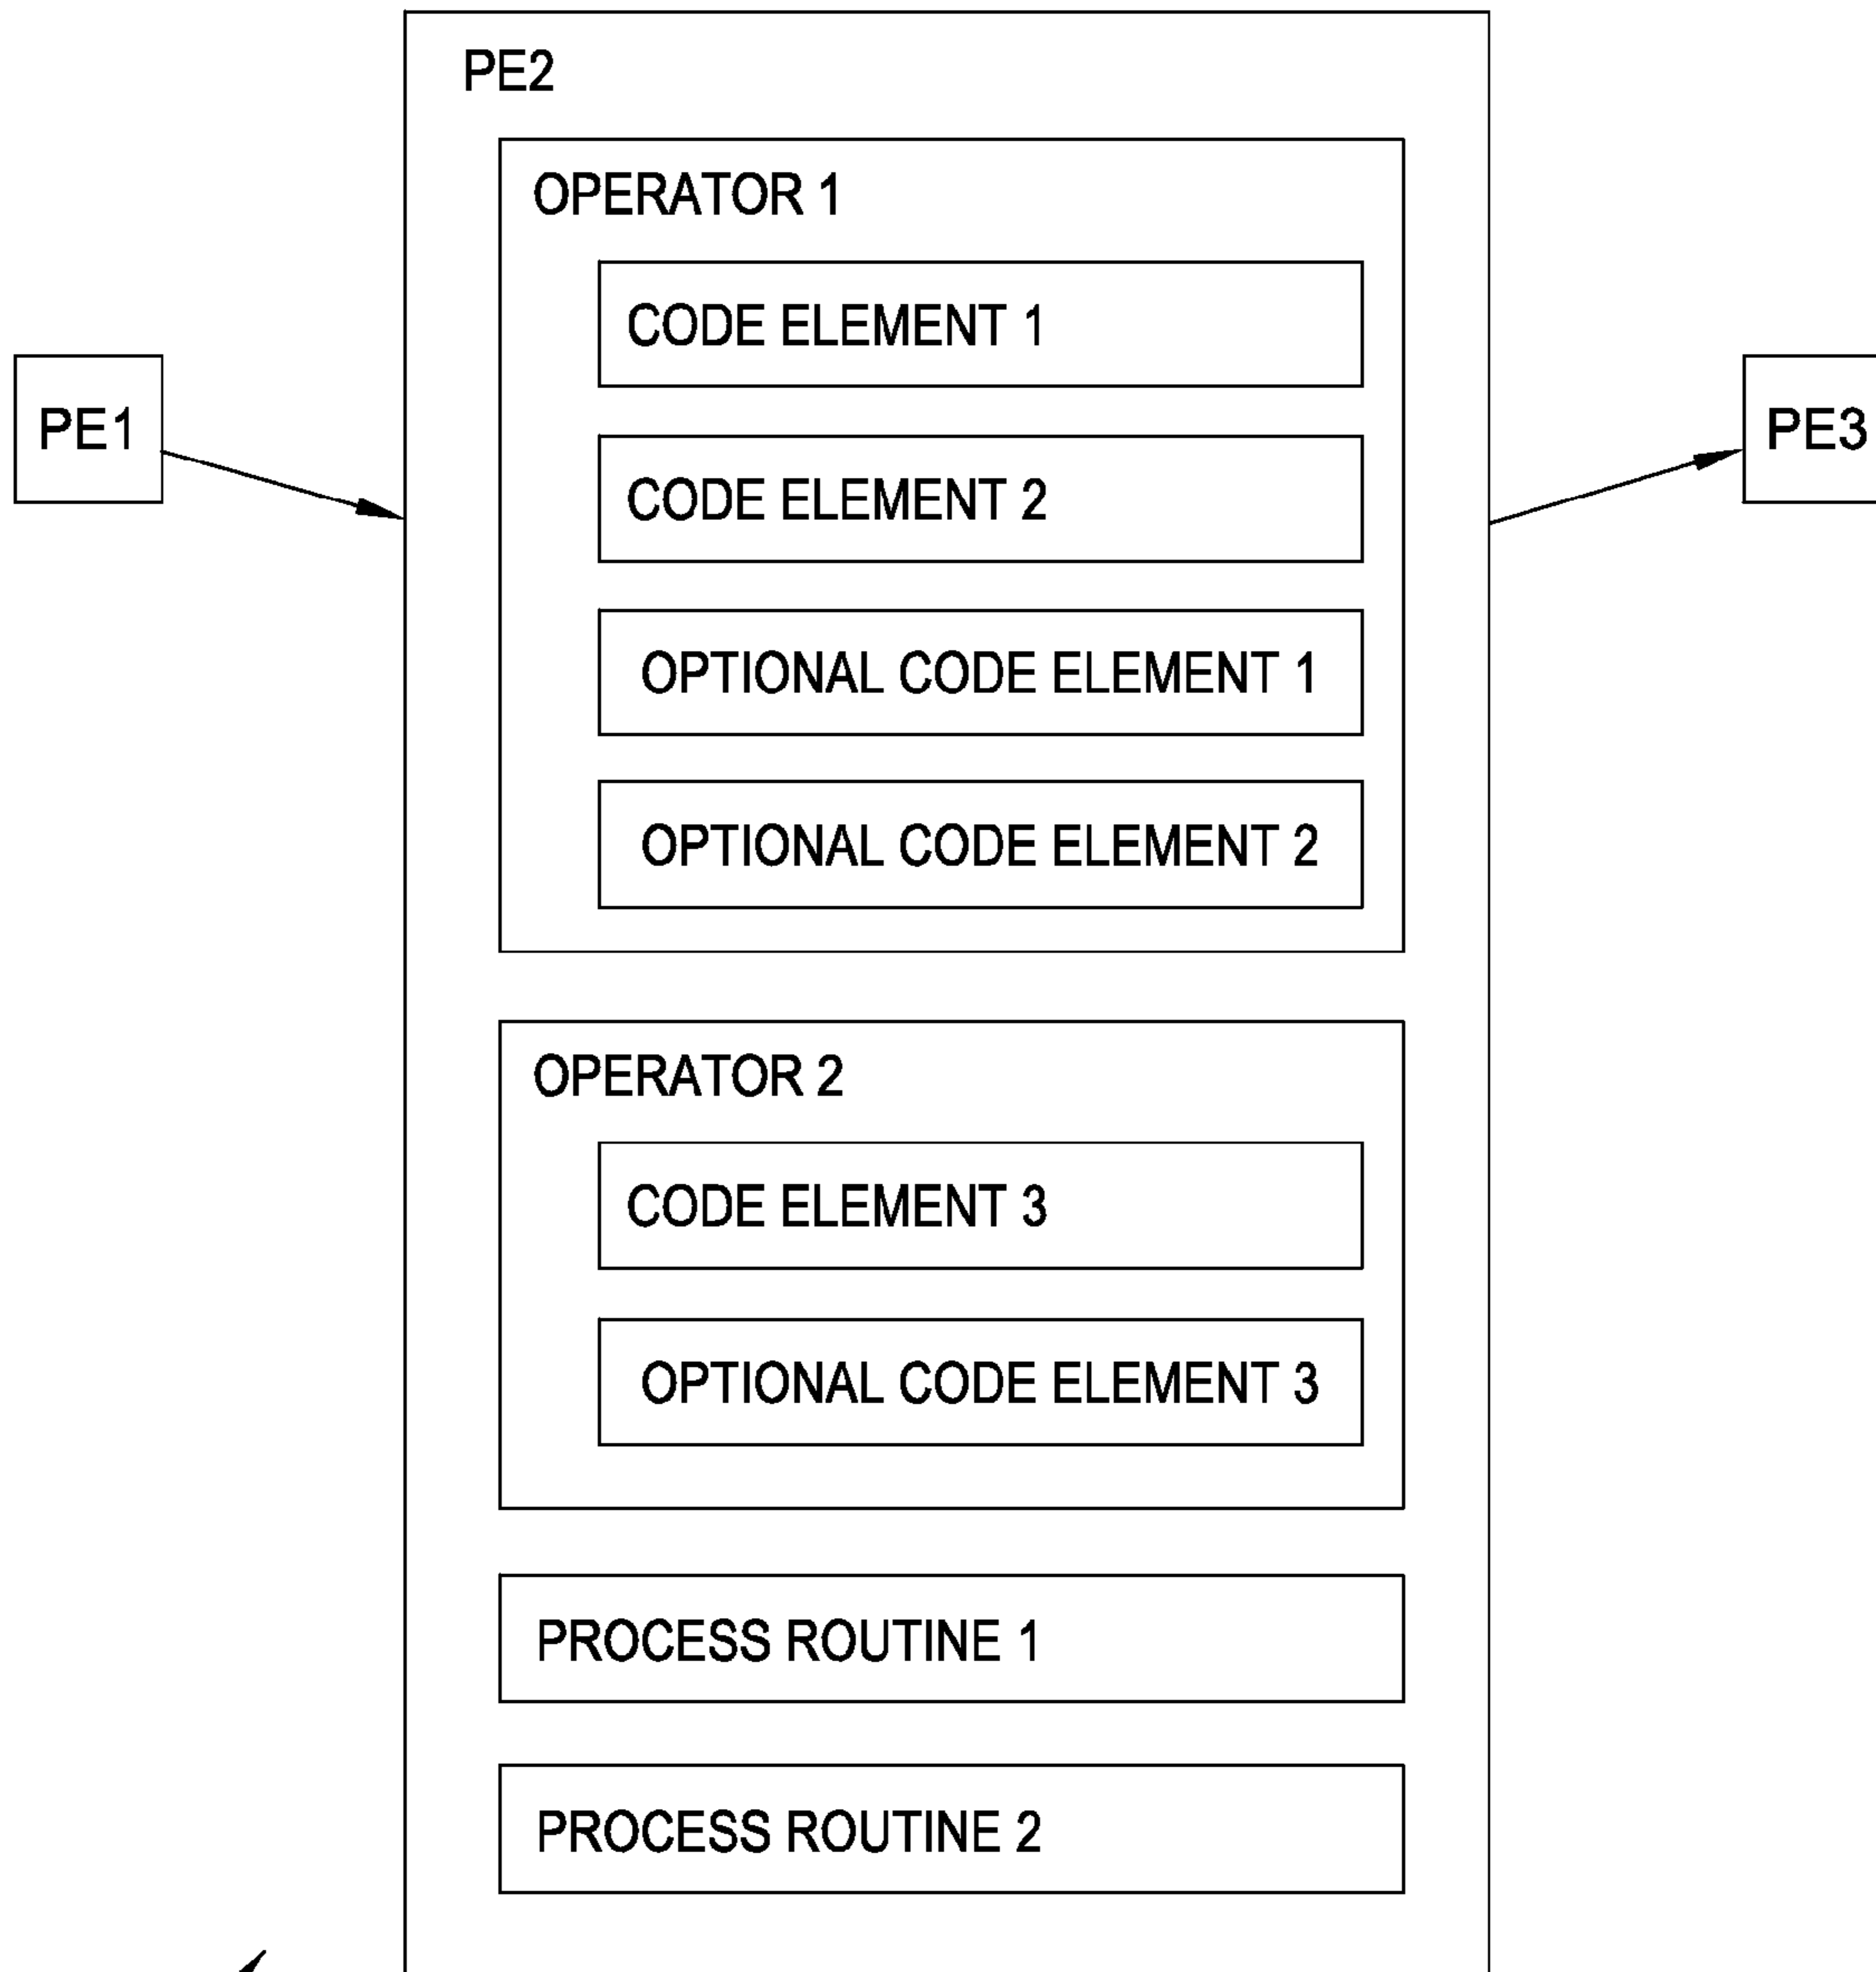 PE2
OPERATOR 1
CODE ELEMENT 1
PE1
PE3
CODE ELEMENT 2
OPTIONAL CODE ELEMENT 1
OPTIONAL CODE ELEMENT 2
OPERATOR 2
CODE ELEMENT 3
OPTIONAL CODE ELEMENT 3
PROCESS ROUTINE 1
PROCESS ROUTINE 2